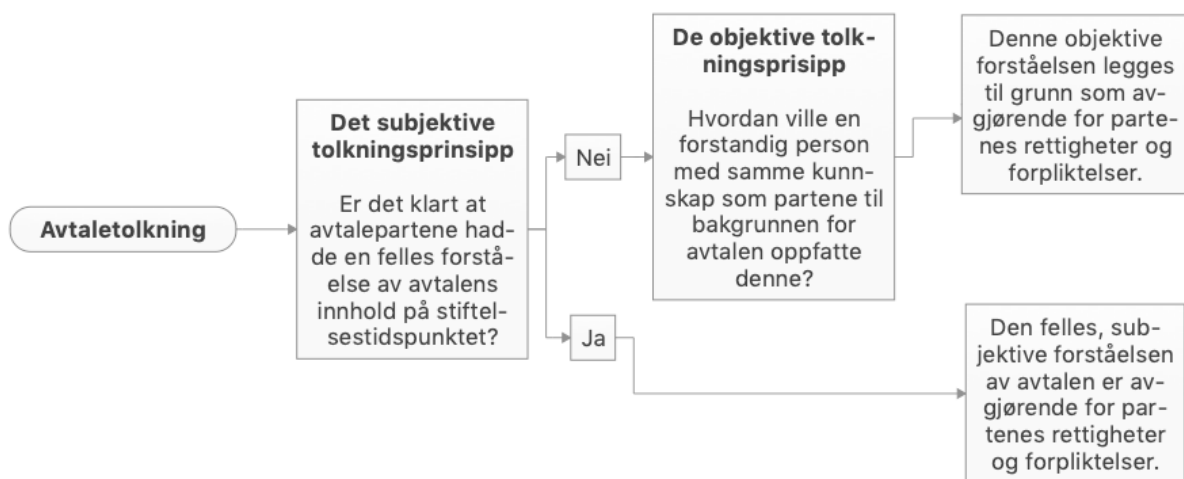 Avtaletolkning
Det subjektive
tolkningsprinsipp
Er det klart at
avtalepartene had-
de en felles forstå-
else av avtalens
innhold på stiftel-
sestidspunktet?
Nei
Ja
De objektive tolk-
ningsprisipp
Hvordan ville en
forstandig person
med samme kunn-
skap som partene til
bakgrunnen for
avtalen oppfatte
denne?
Denne objektive
forståelsen legges
til grunn som av-
gjørende for parte-
nes rettigheter og
forpliktelser.
Den felles, sub-
jektive forståelsen
av avtalen er av-
gjørende for par-
tenes rettigheter
og forpliktelser.